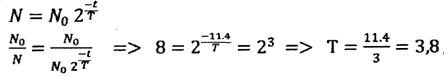 N = N₀ 2^(-t/T)
N₀/N = N₀/(N₀ 2^(-t/T)) => 8 = 2^(-11.4/T) = 2³ => T = 11.4/3 = 3,8